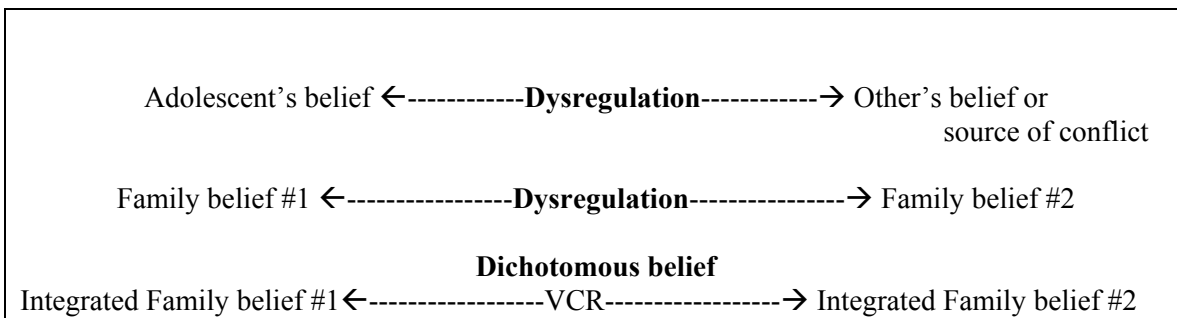 Adolescent's belief ←------------Dysregulation------------→ Other's belief or
source of conflict
Family belief #1 ←-----------------Dysregulation----------------→ Family belief #2
Dichotomous belief
Integrated Family belief #1←------------------VCR------------------→ Integrated Family belief #2